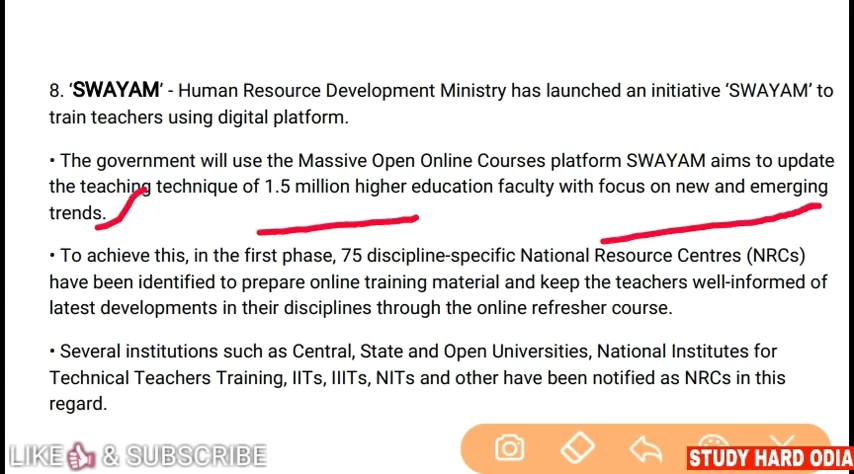 8. ‘SWAYAM’ - Human Resource Development Ministry has launched an initiative ‘SWAYAM’ to
train teachers using digital platform.
• The government will use the Massive Open Online Courses platform SWAYAM aims to update
the teaching technique of 1.5 million higher education faculty with focus on new and emerging
trends.
• To achieve this, in the first phase, 75 discipline-specific National Resource Centres (NRCs)
have been identified to prepare online training material and keep the teachers well-informed of
latest developments in their disciplines through the online refresher course.
• Several institutions such as Central, State and Open Universities, National Institutes for
Technical Teachers Training, IITs, IIITs, NITs and other have been notified as NRCs in this
regard.
LIKE & SUBSCRIBE
STUDY HARD ODIA